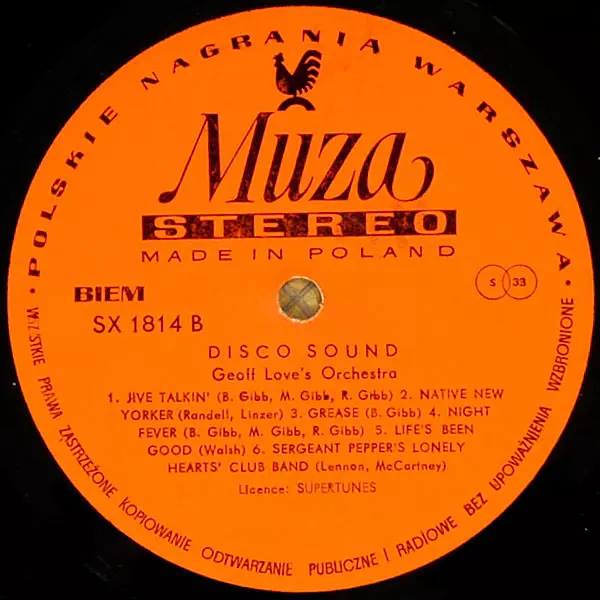 • POLSKIE NAGRANIA WARSZAWA •
Muza
STEREO
MADE IN POLAND
BIEM
S 33
SX 1814 B
DISCO SOUND
Geoff Love's Orchestra
1. JIVE TALKIN' (B. Gibb, M. Gibb, R. Gibb) 2. NATIVE NEW
YORKER (Randell, Linzer) 3. GREASE (B. Gibb) 4. NIGHT
FEVER (B. Gibb, M. Gibb, R. Gibb) 5. LIFE'S BEEN
GOOD (Walsh) 6. SERGEANT PEPPER'S LONELY
HEARTS' CLUB BAND (Lennon, McCartney)
Licence: SUPERTUNES
WSZYSTKIE PRAWA ZASTRZEŻONE KOPIOWANIE ODTWARZANIE PUBLICZNE I RADIOWE BEZ UPOWAŻNIENIA WZBRONIONE